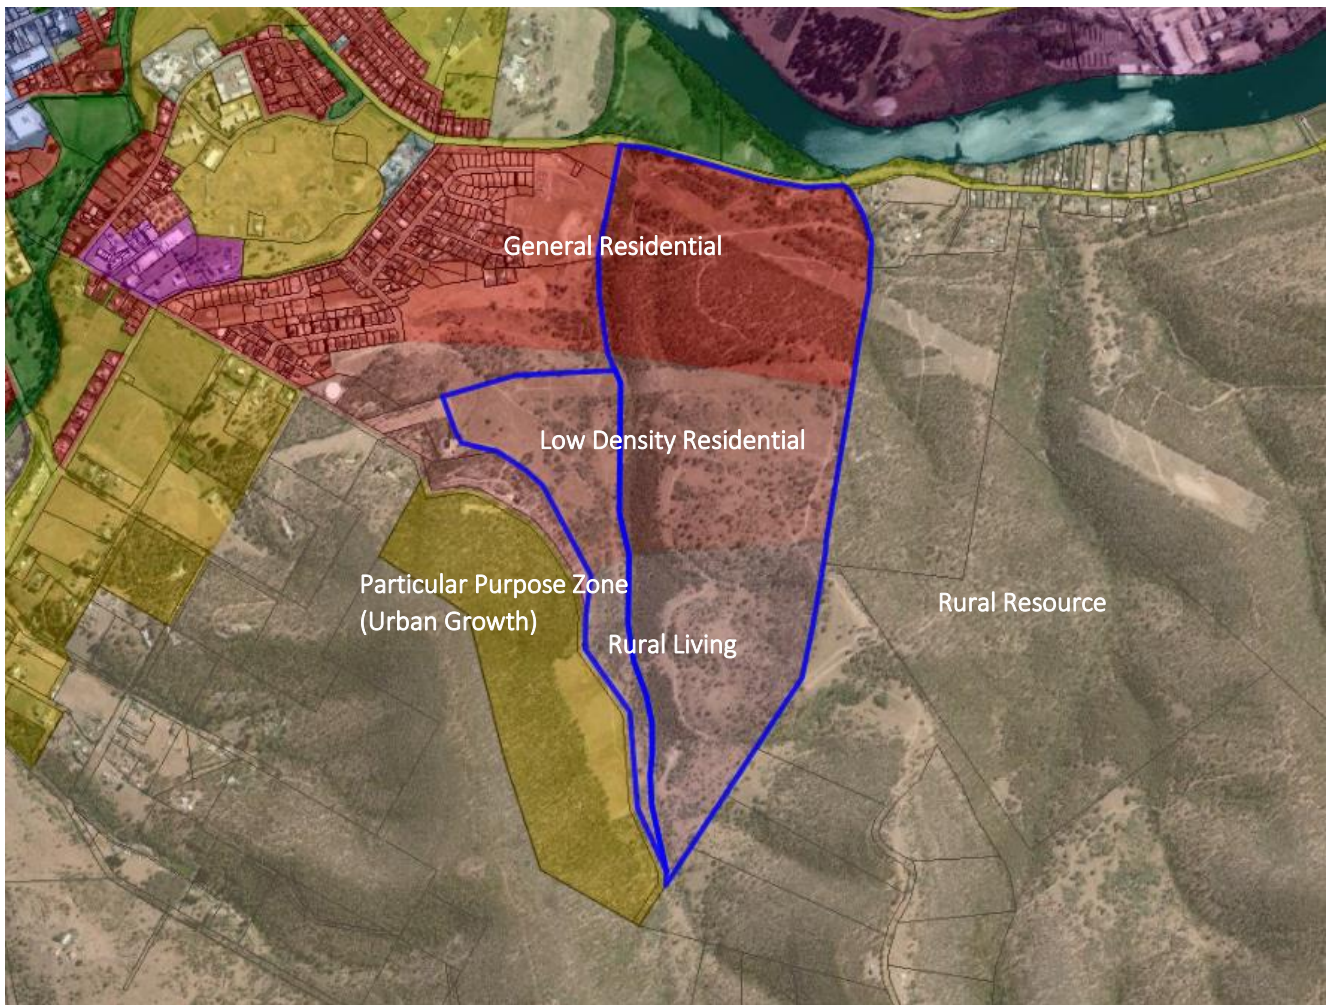 General Residential
Low Density Residential
Particular Purpose Zone
(Urban Growth)
Rural Resource
Rural Living